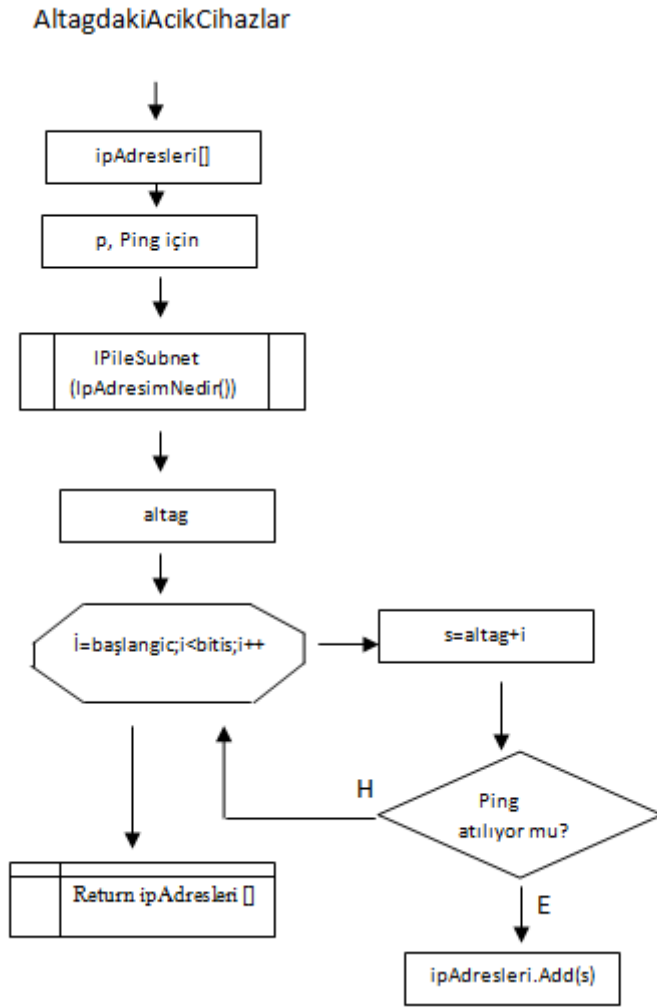 AltagdakiAcikCihazlar
ipAdresleri[]
p, Ping için
IPileSubnet
(IpAdresimNedir())
altag
İ=başlangic;i<bitis;i++
s=altag+i
H
Ping
atılıyor mu?
Return ipAdresleri []
E
ipAdresleri.Add(s)